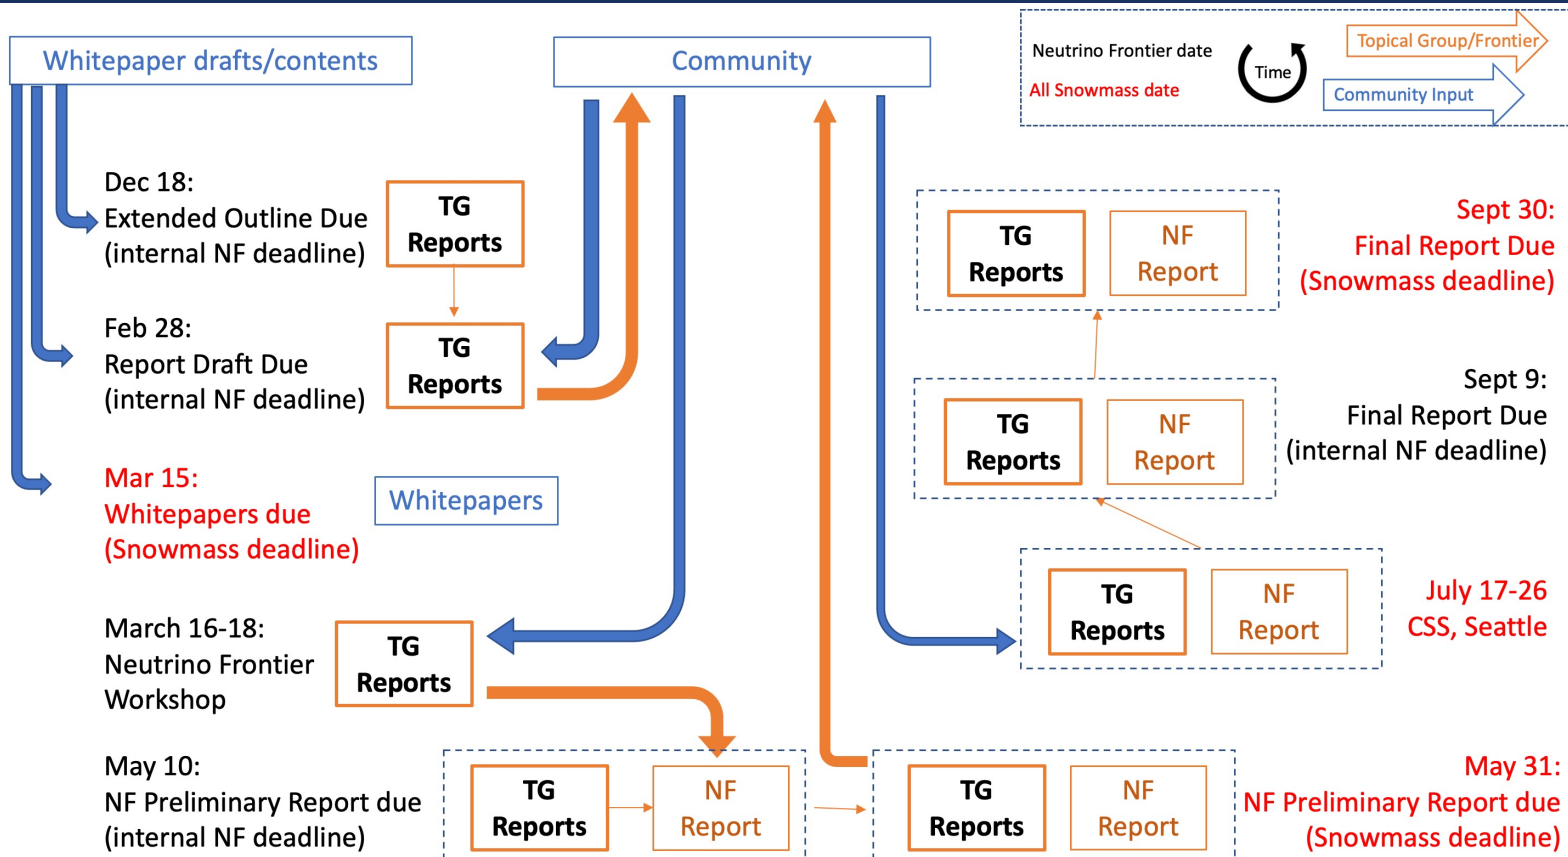 Whitepaper drafts/contents
Community
Neutrino Frontier date
All Snowmass date
Time
Topical Group/Frontier
Community Input
Dec 18:
Extended Outline Due
(internal NF deadline)
TG
Reports
Feb 28:
Report Draft Due
(internal NF deadline)
TG
Reports
Mar 15:
Whitepapers due
(Snowmass deadline)
Whitepapers
March 16-18:
Neutrino Frontier
Workshop
TG
Reports
May 10:
NF Preliminary Report due
(internal NF deadline)
TG
Reports
NF
Report
TG
Reports
NF
Report
May 31:
NF Preliminary Report due
(Snowmass deadline)
TG
Reports
NF
Report
July 17-26
CSS, Seattle
TG
Reports
NF
Report
Sept 9:
Final Report Due
(internal NF deadline)
TG
Reports
NF
Report
Sept 30:
Final Report Due
(Snowmass deadline)